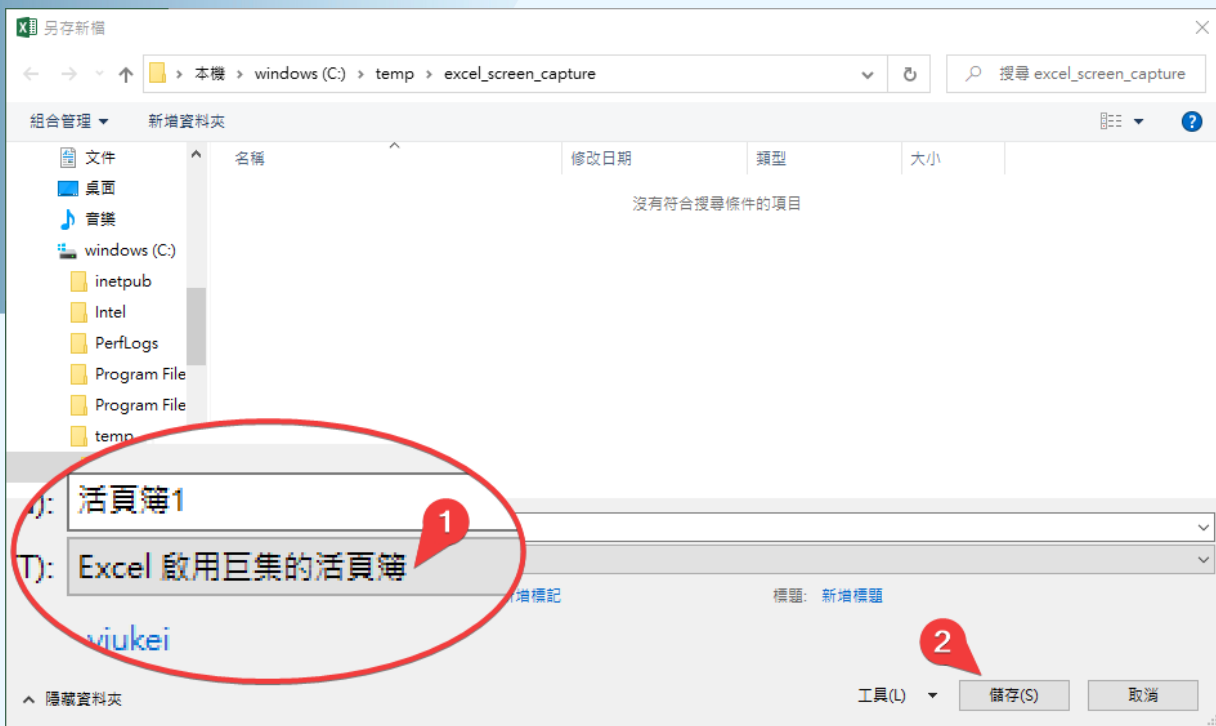 另存新檔
本機 windows (C:) temp excel_screen_capture 搜尋 excel_screen_capture
組合管理 新增資料夾 ?
文件 名稱 修改日期 類型 大小
桌面 沒有符合搜尋條件的項目
音樂
windows (C:)
inetpub
Intel
PerfLogs
Program File
Program File
temp
): 活頁簿1
1
T): Excel 啟用巨集的活頁簿
增標記 標題: 新增標題
yiukei
2
隱藏資料夾 工具(L) 儲存(S) 取消